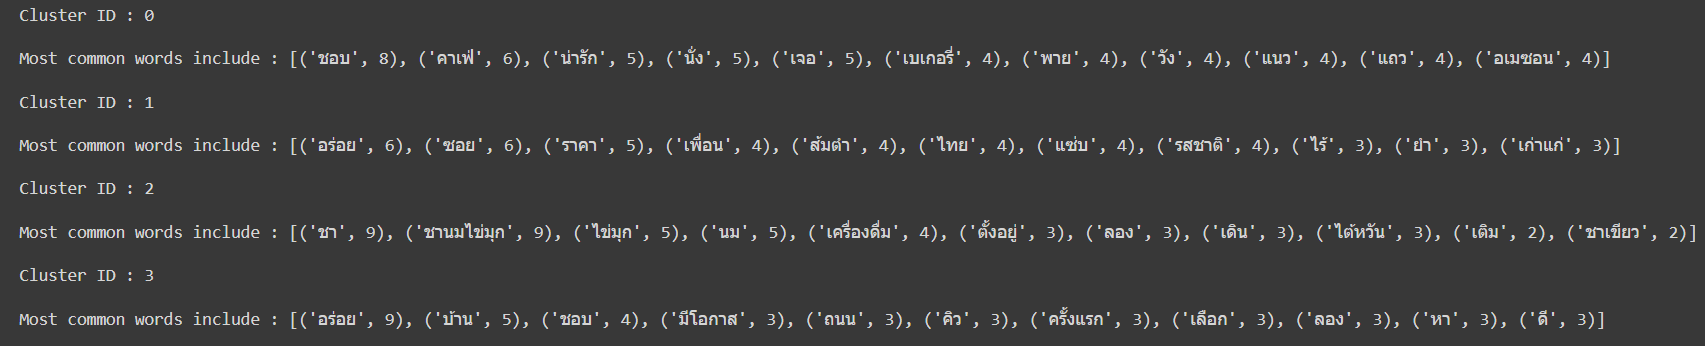 Cluster ID : 0
Most common words include : [('ชอบ', 8), ('คาเฟ่', 6), ('น่ารัก', 5), ('นั่ง', 5), ('เจอ', 5), ('เบเกอรี่', 4), ('พาย', 4), ('วัง', 4), ('แนว', 4), ('แถว', 4), ('อเมซอน', 4)]
Cluster ID : 1
Most common words include : [('อร่อย', 6), ('ซอย', 6), ('ราคา', 5), ('เพื่อน', 4), ('ส้มตำ', 4), ('ไทย', 4), ('แซ่บ', 4), ('รสชาติ', 4), ('ไร้', 3), ('ยำ', 3), ('เก่าแก่', 3)]
Cluster ID : 2
Most common words include : [('ชา', 9), ('ชานมไข่มุก', 9), ('ไข่มุก', 5), ('นม', 5), ('เครื่องดื่ม', 4), ('ตั้งอยู่', 3), ('ลอง', 3), ('เดิน', 3), ('ไต้หวัน', 3), ('เดิม', 2), ('ชาเขียว', 2)]
Cluster ID : 3
Most common words include : [('อร่อย', 9), ('บ้าน', 5), ('ชอบ', 4), ('มีโอกาส', 3), ('ถนน', 3), ('คิว', 3), ('ครั้งแรก', 3), ('เลือก', 3), ('ลอง', 3), ('หา', 3), ('ดี', 3)]